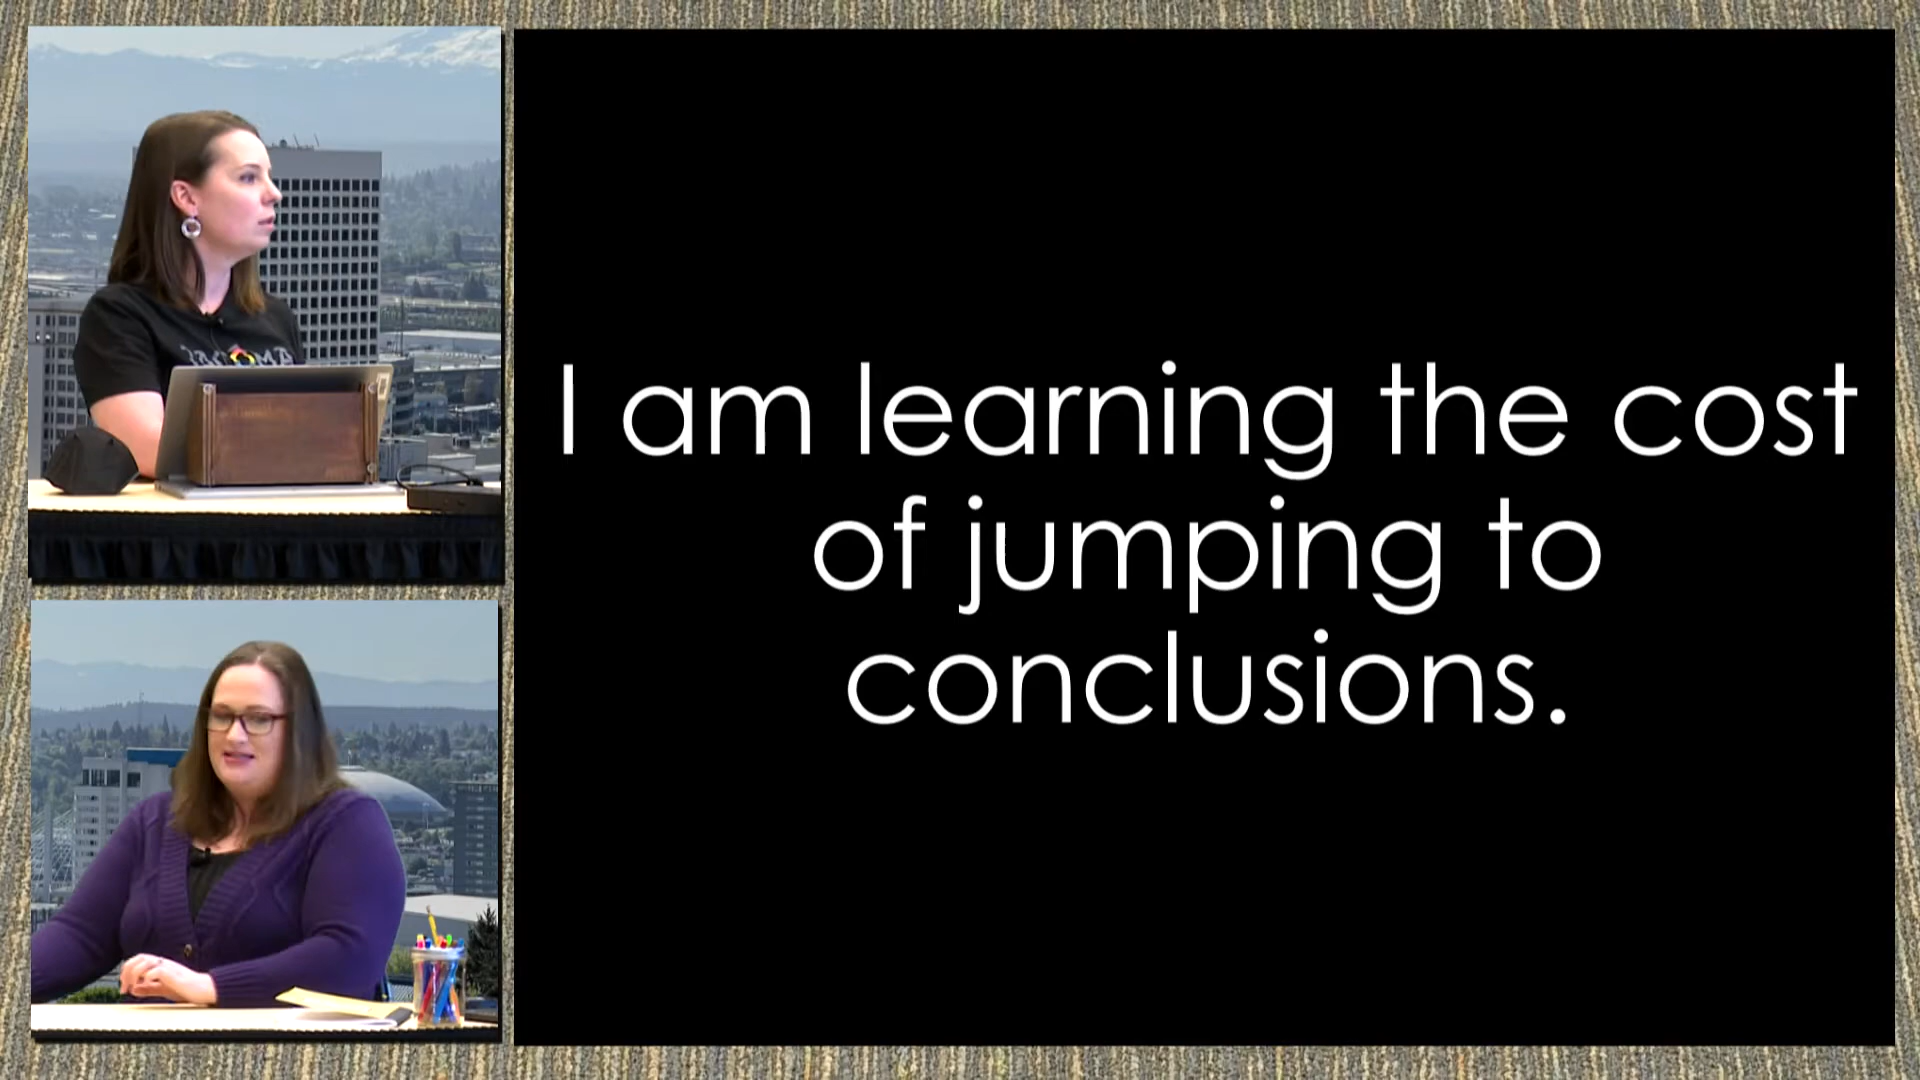 I am learning the cost
of jumping to
conclusions.